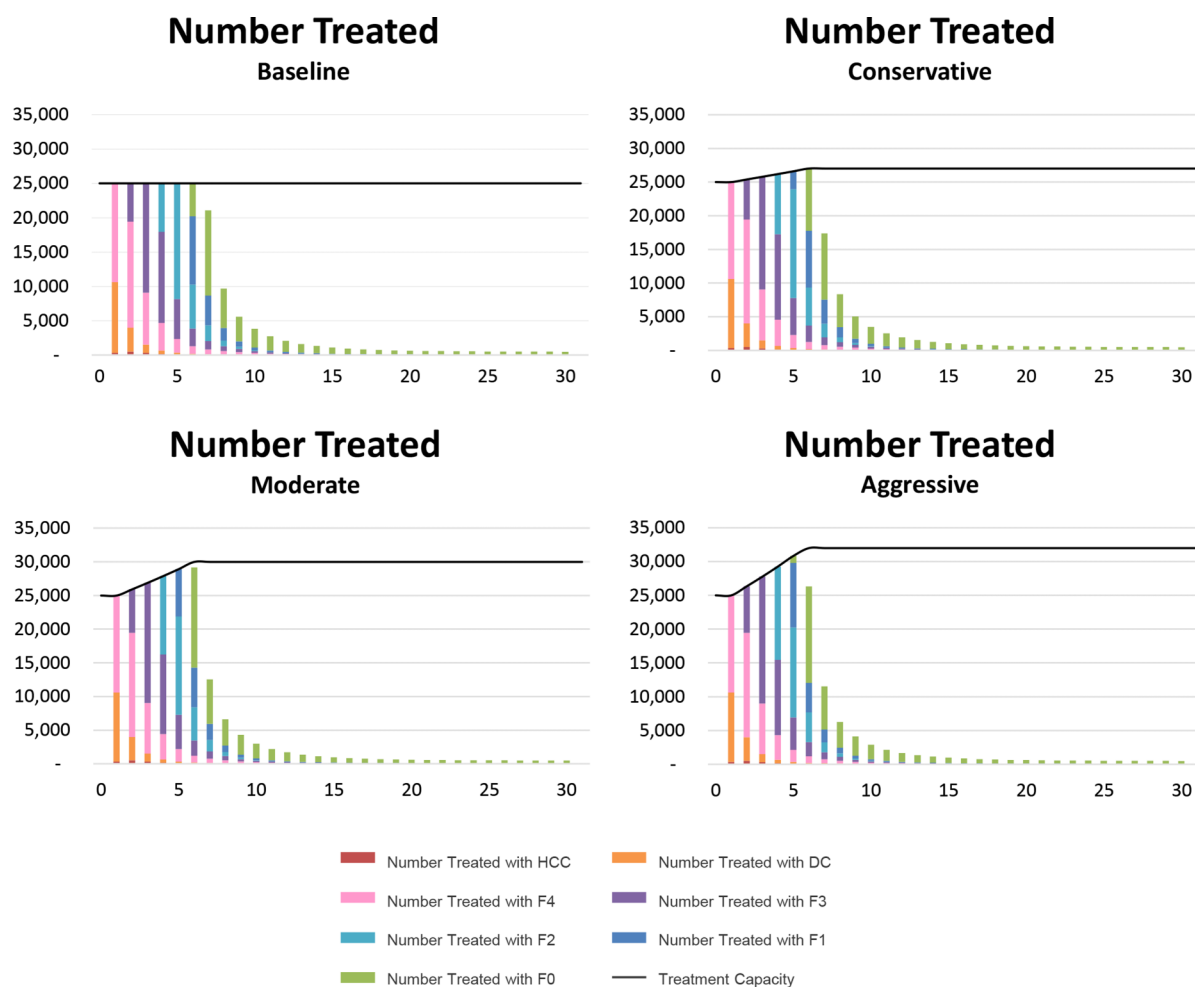 Number Treated
Baseline
35,000
30,000
25,000
20,000
15,000
10,000
5,000
-
0 5 10 15 20 25 30
Number Treated
Conservative
35,000
30,000
25,000
20,000
15,000
10,000
5,000
-
0 5 10 15 20 25 30
Number Treated
Moderate
35,000
30,000
25,000
20,000
15,000
10,000
5,000
-
0 5 10 15 20 25 30
Number Treated
Aggressive
35,000
30,000
25,000
20,000
15,000
10,000
5,000
-
0 5 10 15 20 25 30
Number Treated with HCC
Number Treated with DC
Number Treated with F4
Number Treated with F3
Number Treated with F2
Number Treated with F1
Number Treated with F0
Treatment Capacity